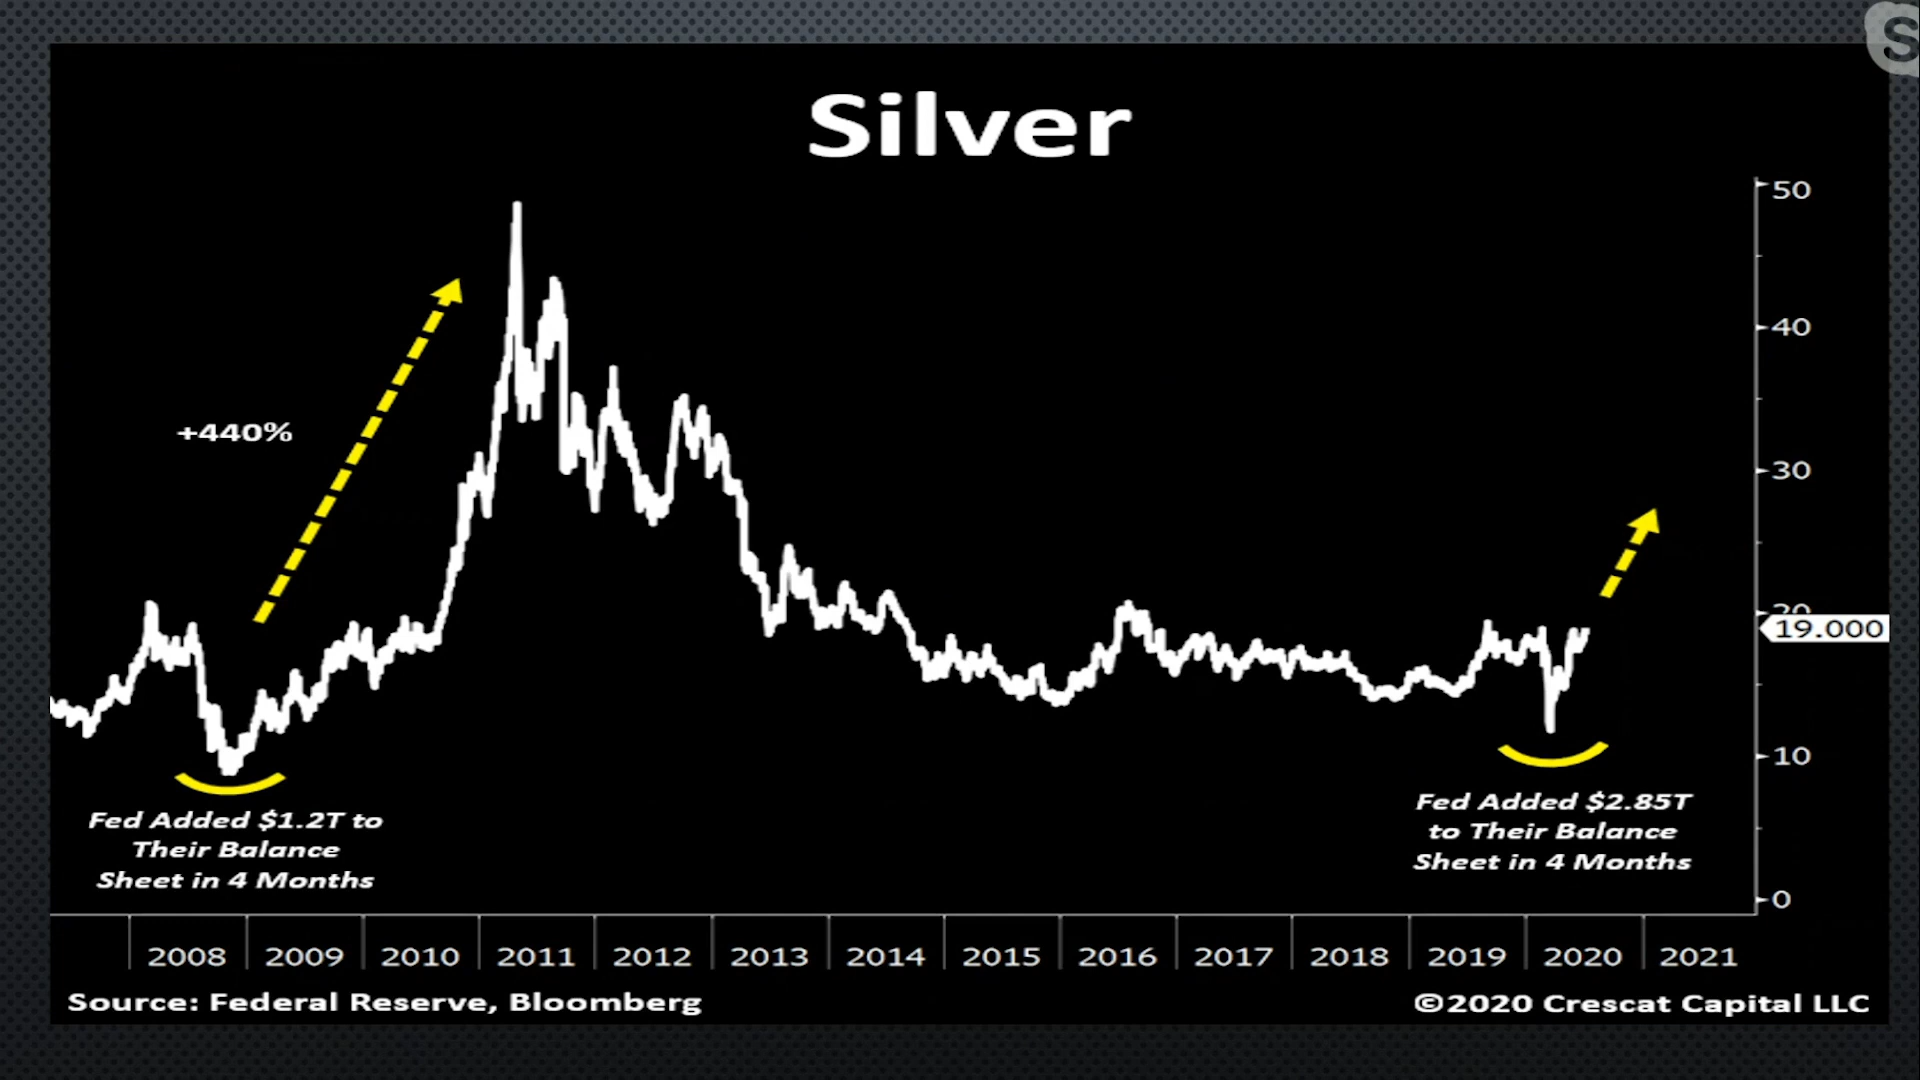 S
Silver
50
40
+440%
30
20
19.000
10
Fed Added $1.2T to
Their Balance
Sheet in 4 Months
Fed Added $2.85T
to Their Balance
Sheet in 4 Months
0
2008 2009 2010 2011 2012 2013 2014 2015 2016 2017 2018 2019 2020 2021
Source: Federal Reserve, Bloomberg
©2020 Crescat Capital LLC